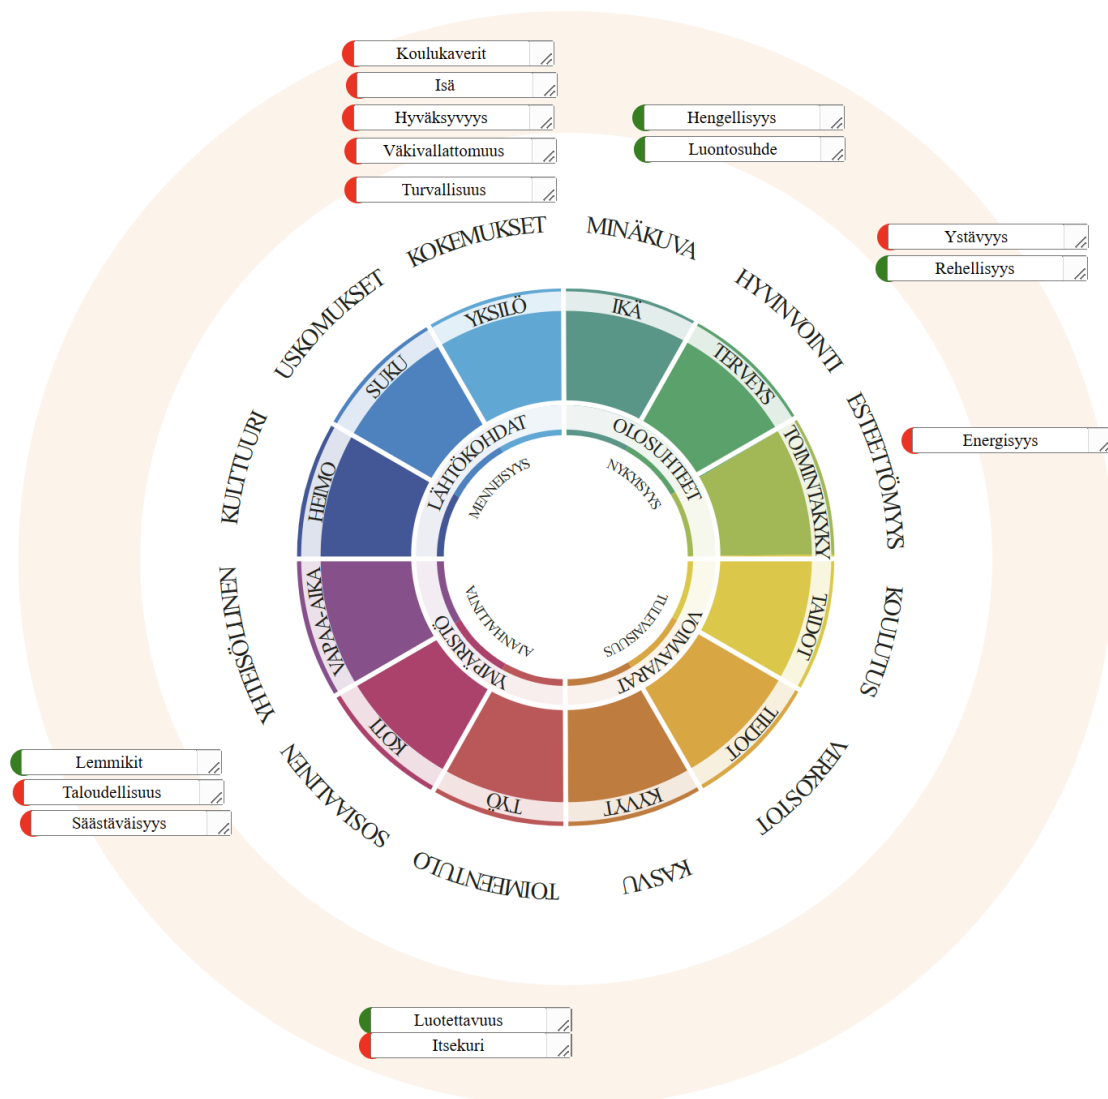 Koulukaverit
Isä
Hyväksyvyys
Väkivallattomuus
Turvallisuus
Hengellisyys
Luontosuhde
Ystävyys
Rehellisyys
Energisyys
KOKEMUKSET
MINÄKUVA
HYVINVOINTI
ESTEETTÖMYYS
KOULUTUS
VERKOSTOT
KASVU
TOIMEENTULO
SOSIAALINEN
YHTEISÖLLINEN
KULTTUURI
USKOMUKSET
YKSILÖ
IKÄ
TERVEYS
TOIMINTAKYKY
TAIDOT
TIEDOT
KYVYT
TYÖ
KOTI
VAPAA-AIKA
HEIMO
SUKU
LÄHTÖKOHDAT
OLOSUHTEET
VOIMAVARAT
YMPÄRISTÖ
MENNEISYYS
NYKYISYYS
TULEVAISUUS
AJANHALLINTA
Lemmikit
Taloudellisuus
Säästäväisyys
Luotettavuus
Itsekuri